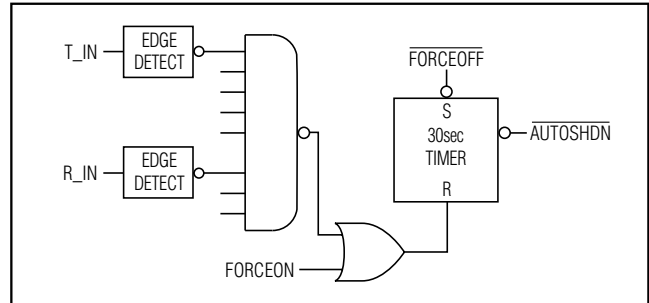 T_IN
EDGE
DETECT
R_IN
EDGE
DETECT
FORCEON
FORCEOFF
S
30sec
TIMER
R
AUTOSHDN